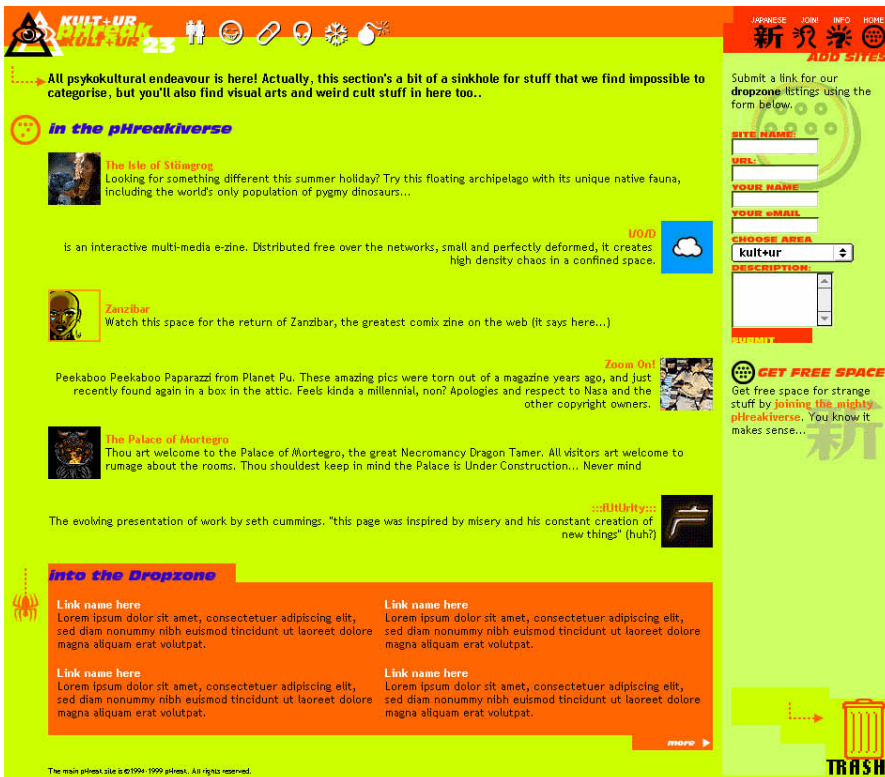 KULT+UR
pHreak
KULT+UR
23
JAPANESE JOIN! INFO HOME
新
All psykokultural endeavour is here! Actually, this section's a bit of a sinkhole for stuff that we find impossible to
categorise, but you'll also find visual arts and weird cult stuff in here too..
in the pHreakiverse
The Isle of Stömgrog
Looking for something different this summer holiday? Try this floating archipelago with its unique native fauna,
including the world's only population of pygmy dinosaurs...
I/O/D
is an interactive multi-media e-zine. Distributed free over the networks, small and perfectly deformed, it creates
high density chaos in a confined space.
Zanzibar
Watch this space for the return of Zanzibar, the greatest comix zine on the web (it says here...)
Zoom On!
Peekaboo Peekaboo Paparazzi from Planet Pu. These amazing pics were torn out of a magazine years ago, and just
recently found again in a box in the attic. Feels kinda a millennial, non? Apologies and respect to Nasa and the
other copyright owners.
The Palace of Mortegro
Thou art welcome to the Palace of Mortegro, the great Necromancy Dragon Tamer. All visitors art welcome to
rumage about the rooms. Thou shouldest keep in mind the Palace is Under Construction... Never mind
:::fUtUrIty:::
The evolving presentation of work by seth cummings. "this page was inspired by misery and his constant creation of
new things" (huh?)
into the Dropzone
Link name here
Lorem ipsum dolor sit amet, consectetuer adipiscing elit,
sed diam nonummy nibh euismod tincidunt ut laoreet dolore
magna aliquam erat volutpat.
Link name here
Lorem ipsum dolor sit amet, consectetuer adipiscing elit,
sed diam nonummy nibh euismod tincidunt ut laoreet dolore
magna aliquam erat volutpat.
Link name here
Lorem ipsum dolor sit amet, consectetuer adipiscing elit,
sed diam nonummy nibh euismod tincidunt ut laoreet dolore
magna aliquam erat volutpat.
Link name here
Lorem ipsum dolor sit amet, consectetuer adipiscing elit,
sed diam nonummy nibh euismod tincidunt ut laoreet dolore
magna aliquam erat volutpat.
more
The main pHreak site is ©1994-1999 pHreak. All rights reserved.
ADD SITES
Submit a link for our
dropzone listings using the
form below.
SITE NAME:
URL:
YOUR NAME
YOUR eMAIL
CHOOSE AREA
kult+ur
DESCRIPTION:
SUBMIT
GET FREE SPACE
Get free space for strange
stuff by joining the mighty
pHreakiverse. You know it
makes sense...
新
TRASH